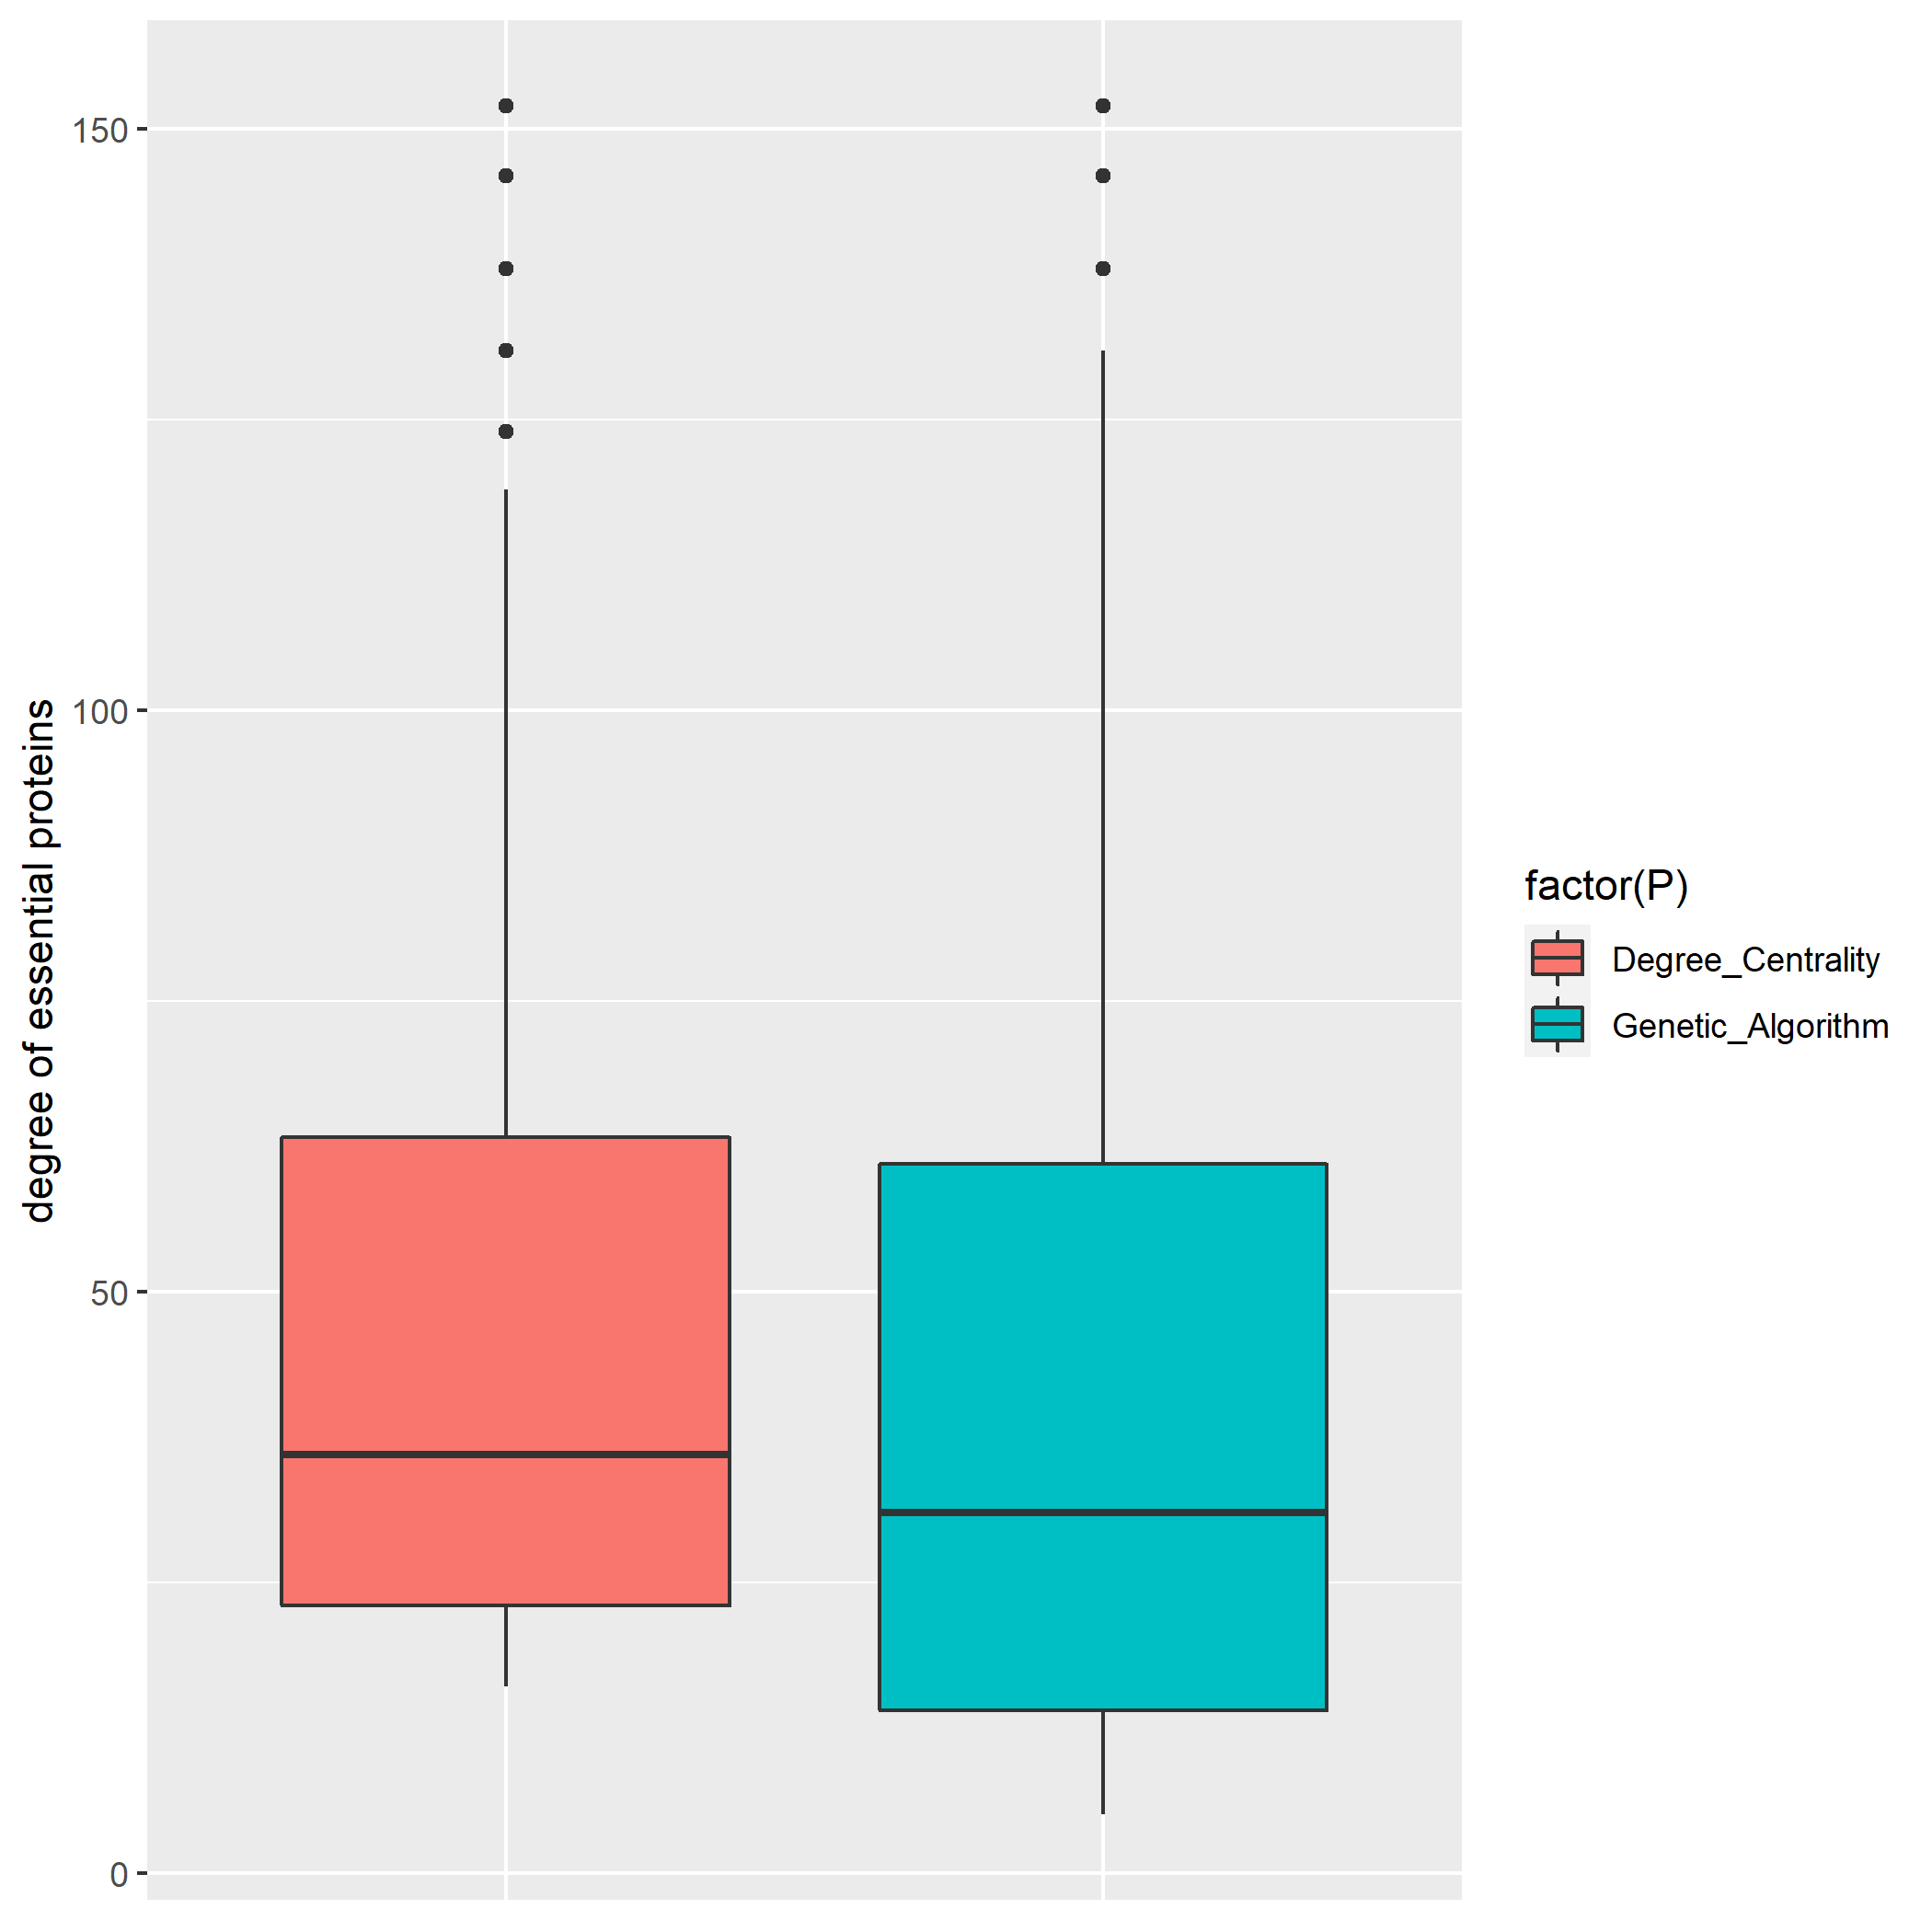 degree of essential proteins
150
100
50
0
factor(P)
Degree_Centrality
Genetic_Algorithm